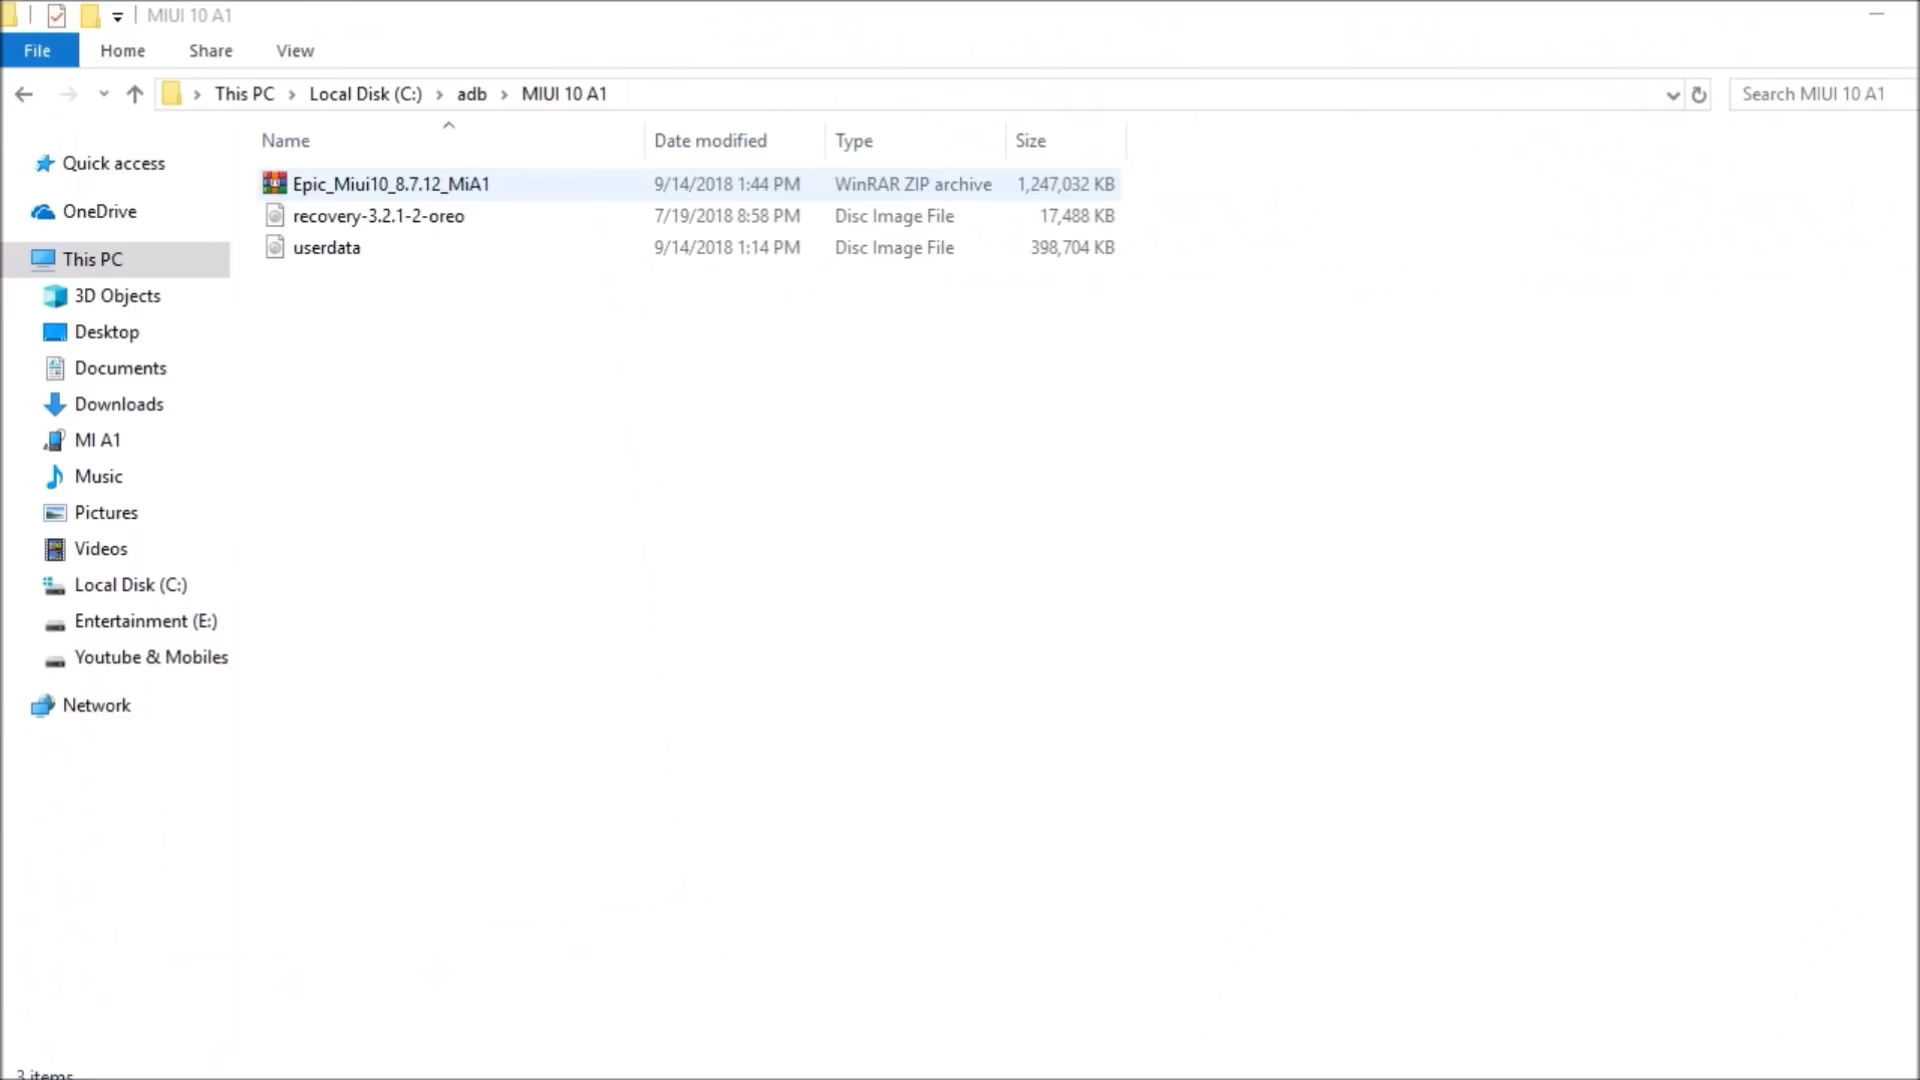 MIUI 10 A1
File Home Share View
This PC Local Disk (C:) adb MIUI 10 A1 Search MIUI 10 A1
Name Date modified Type Size
Epic_Miui10_8.7.12_MiA1 9/14/2018 1:44 PM WinRAR ZIP archive 1,247,032 KB
recovery-3.2.1-2-oreo 7/19/2018 8:58 PM Disc Image File 17,488 KB
userdata 9/14/2018 1:14 PM Disc Image File 398,704 KB
Quick access
OneDrive
This PC
3D Objects
Desktop
Documents
Downloads
MI A1
Music
Pictures
Videos
Local Disk (C:)
Entertainment (E:)
Youtube & Mobiles
Network
3 items